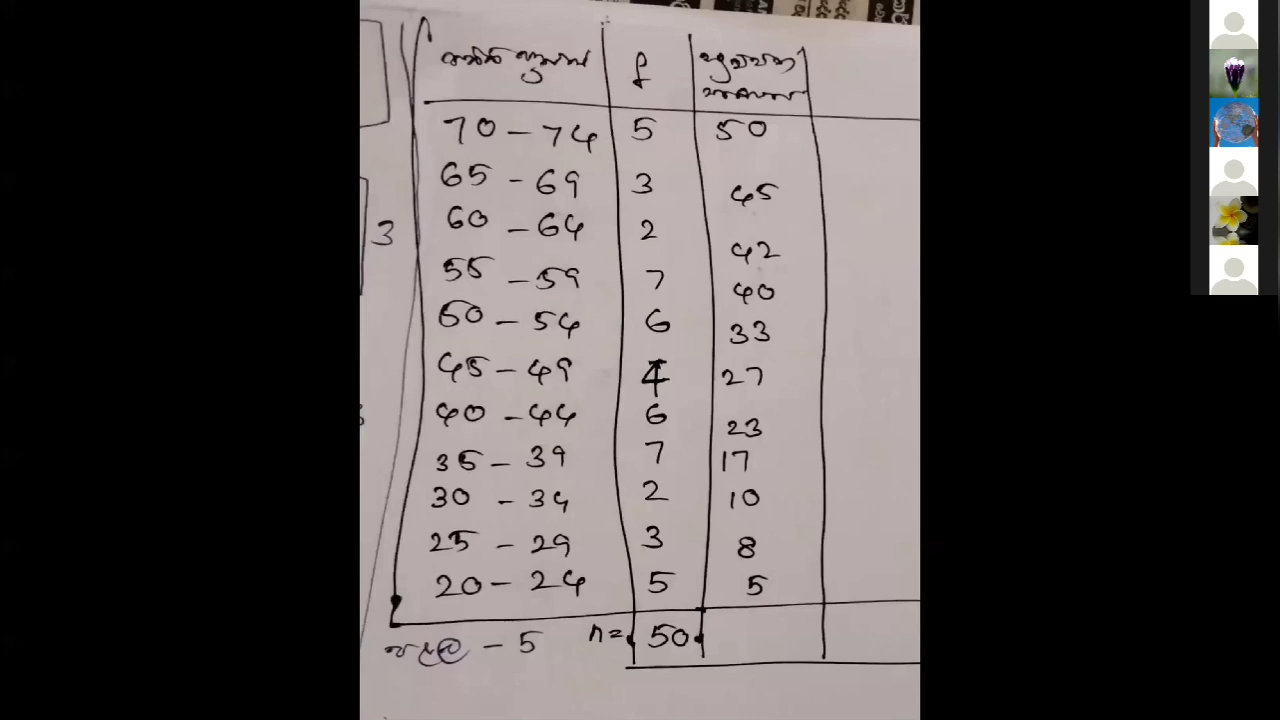 f
70 – 74 5 50
65 – 69 3 45
60 – 64 2 42
55 – 59 7 40
50 – 54 6 33
45 – 49 4 27
40 – 44 6 23
35 – 39 7 17
30 – 34 2 10
25 – 29 3 8
20 – 24 5 5
– 5 n = 50
3